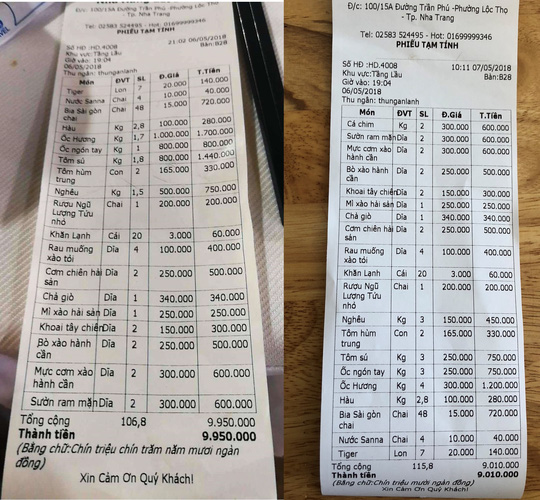 Đ/c: 100/15A Đường Trần Phú -Phường Lộc Thọ
- Tp. Nha Trang
Tel: 02583 524495 - Hot: 01699999346
PHIẾU TẠM TÍNH
21:02 06/05/2018
Số HĐ :HD.4008
Khu vực:Tầng Lầu Bàn:B28
Giờ vào: 19:04
06/05/2018
Thu ngân: thunganlanh
Món ĐVT SL Đ.Giá T.Tiền
Tiger Lon 7 20.000 140.000
Nước Sanna Chai 4 10.000 40.000
Bia Sài gòn Chai 48 15.000 720.000
chai
Hàu Kg 2,8 100.000 280.000
Ốc Hương Kg 1,7 1.000.000 1.700.000
Ốc ngón tay Kg 1 800.000 800.000
Tôm sú Kg 1,8 800.000 1.440.000
Tôm hùm Con 2 165.000 330.000
trung
Nghêu Kg 1,5 500.000 750.000
Rượu Ngũ Chai 1 200.000 200.000
Lượng Tửu
nhỏ
Khăn Lạnh Cái 20 3.000 60.000
Rau muống Dĩa 4 100.000 400.000
xào tỏi
Cơm chiên hải Dĩa 2 250.000 500.000
sản
Chả giò Dĩa 1 340.000 340.000
Mì xào hải sản Dĩa 1 250.000 250.000
Khoai tây chiên Dĩa 2 150.000 300.000
Bò xào hành Dĩa 2 250.000 500.000
cần
Mực cơm xào Dĩa 2 300.000 600.000
hành cần
Sườn ram mặn Dĩa 2 300.000 600.000
Tổng cộng 106,8 9.950.000
Thành tiền 9.950.000
(Bằng chữ:Chín triệu chín trăm năm mươi ngàn
đồng)
Xin Cảm Ơn Quý Khách!
Đ/c: 100/15A Đường Trần Phú -Phường Lộc Thọ
- Tp. Nha Trang
Tel: 02583 524495 - Hot: 01699999346
PHIẾU TẠM TÍNH
Số HĐ :HD.4008 10:11 07/05/2018
Khu vực:Tầng Lầu Bàn:B28
Giờ vào: 19:04
06/05/2018
Thu ngân: thunganlanh
Món ĐVT SL Đ.Giá T.Tiền
Cá chim Kg 2 300.000 600.000
Sườn ram mặn Dĩa 2 300.000 600.000
Mực cơm xào Dĩa 2 300.000 600.000
hành cần
Bò xào hành Dĩa 2 250.000 500.000
cần
Khoai tây chiên Dĩa 2 150.000 300.000
Mì xào hải sản Dĩa 1 250.000 250.000
Chả giò Dĩa 1 340.000 340.000
Cơm chiên hải Dĩa 2 250.000 500.000
sản
Rau muống Dĩa 4 100.000 400.000
xào tỏi
Khăn Lạnh Cái 20 3.000 60.000
Rượu Ngũ Chai 1 200.000 200.000
Lượng Tửu
nhỏ
Nghêu Kg 3 150.000 450.000
Tôm hùm Con 2 165.000 330.000
trung
Tôm sú Kg 3 250.000 750.000
Ốc ngón tay Kg 3 250.000 750.000
Ốc Hương Kg 4 300.000 1.200.000
Hàu Kg 2,8 100.000 280.000
Bia Sài gòn Chai 48 15.000 720.000
chai
Nước Sanna Chai 4 10.000 40.000
Tiger Lon 7 20.000 140.000
Tổng cộng 115,8 9.010.000
Thành tiền 9.010.000
(Bằng chữ:Chín triệu mươi ngàn
đồng)
Xin Cảm Ơn Quý Khách!